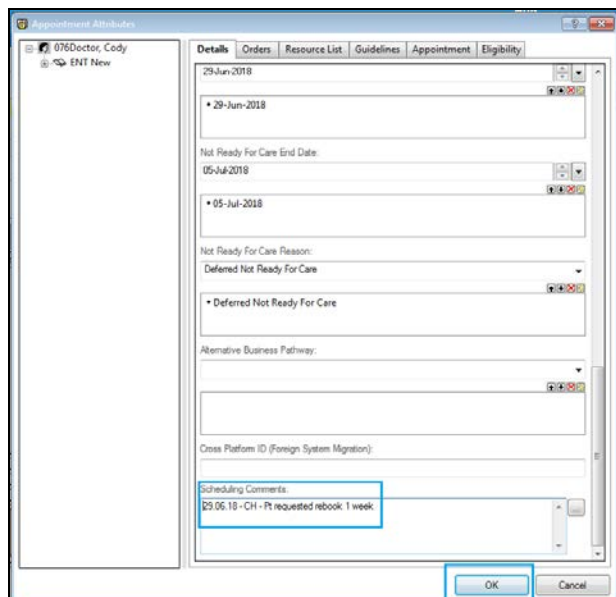 Appointment Attributes
076Doctor, Cody
ENT New
Details Orders Resource List Guidelines Appointment Eligibility
29-Jun-2018
• 29-Jun-2018
Not Ready For Care End Date:
05-Jul-2018
• 05-Jul-2018
Not Ready For Care Reason:
Deferred Not Ready For Care
• Deferred Not Ready For Care
Alternative Business Pathway:
Cross Platform ID (Foreign System Migration):
Scheduling Comments:
29.06.18 - CH - Pt requested rebook 1 week
OK Cancel